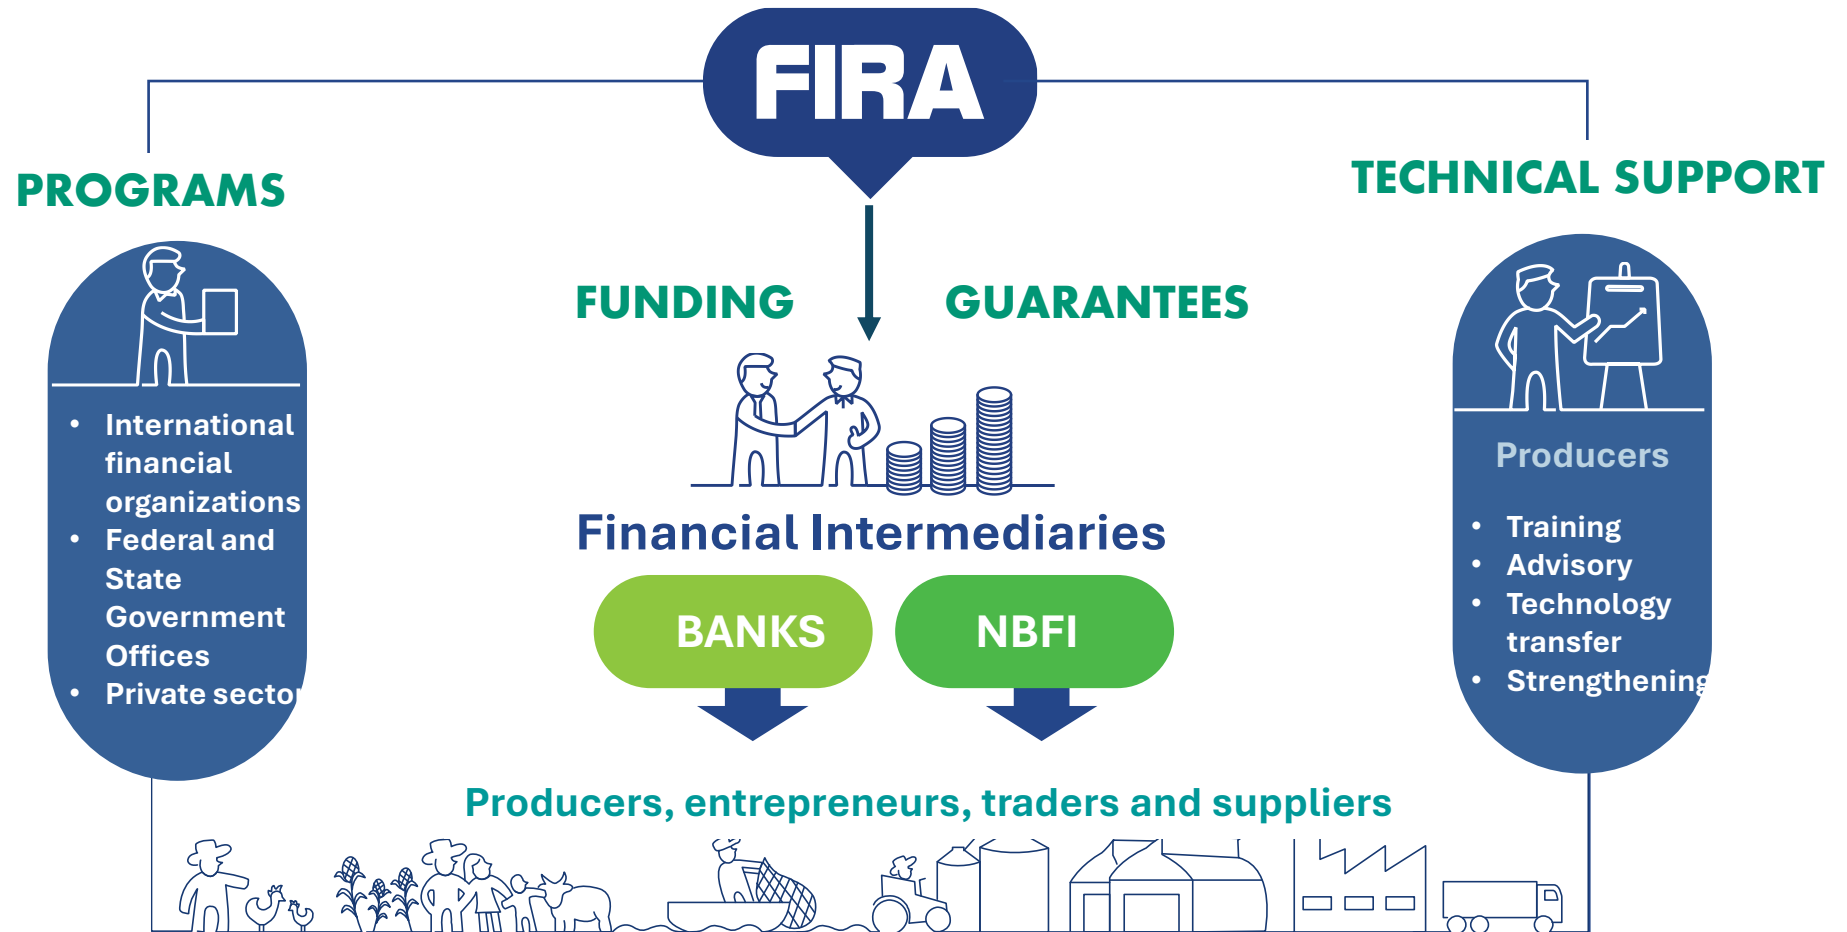 FIRA
PROGRAMS
• International
financial
organizations
• Federal and
State
Government
Offices
• Private sector
FUNDING
GUARANTEES
Financial Intermediaries
BANKS
NBFI
TECHNICAL SUPPORT
Producers
• Training
• Advisory
• Technology
transfer
• Strengthening
Producers, entrepreneurs, traders and suppliers